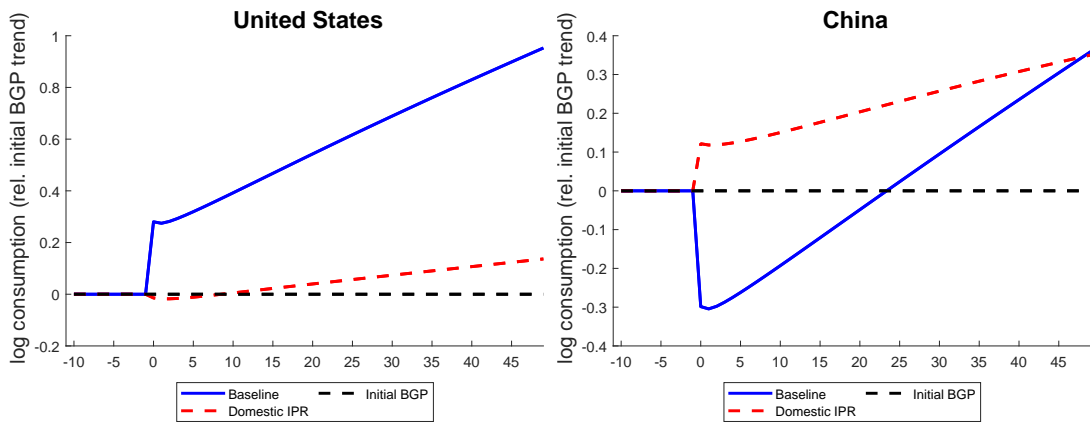 United States
log consumption (rel. initial BGP trend)
1
0.8
0.6
0.4
0.2
0
-0.2
-10 -5 0 5 10 15 20 25 30 35 40 45
Baseline Initial BGP
Domestic IPR
China
log consumption (rel. initial BGP trend)
0.4
0.3
0.2
0.1
0
-0.1
-0.2
-0.3
-0.4
-10 -5 0 5 10 15 20 25 30 35 40 45
Baseline Initial BGP
Domestic IPR